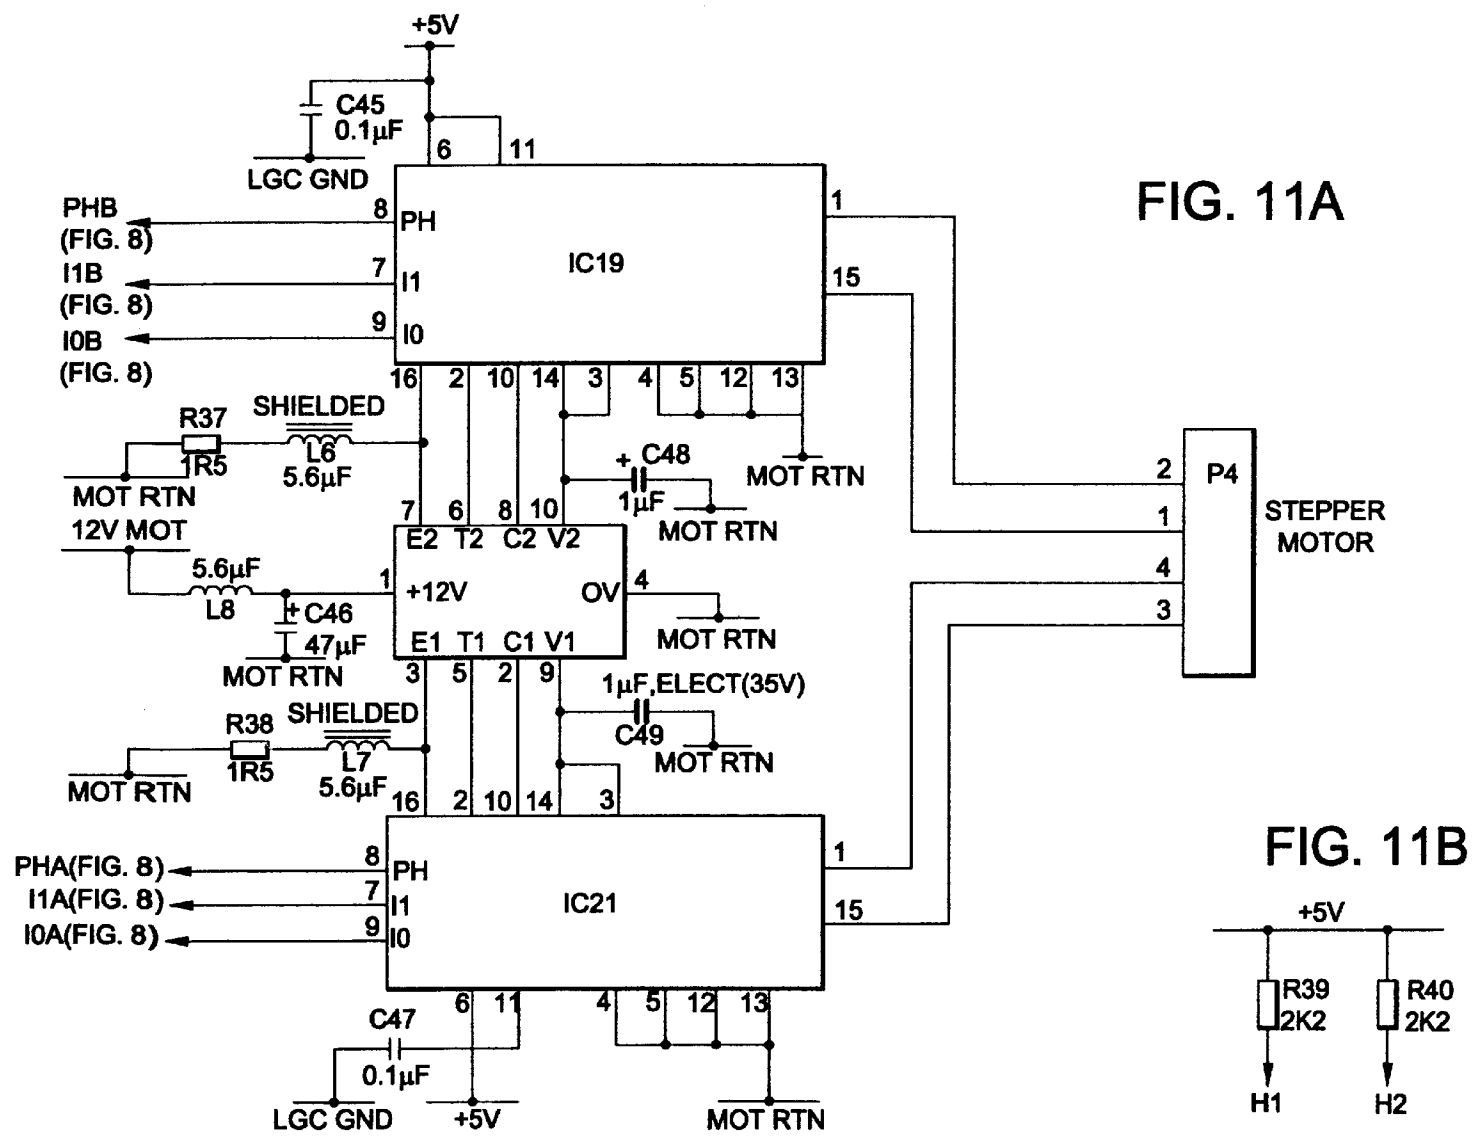 +5V
C45
0.1µF
6
11
LGC GND
FIG. 11A
PHB
(FIG. 8)
8
PH
1
IC19
I1B
(FIG. 8)
7
I1
15
I0B
(FIG. 8)
9
I0
16 2 10 14 3 4 5 12 13
R37
SHIELDED
1R5
L6
5.6µF
MOT RTN
+ C48
1µF
MOT RTN
MOT RTN
12V MOT
7 6 8 10
E2 T2 C2 V2
5.6µF
L8
1
+12V
OV
4
+ C46
47µF
MOT RTN
MOT RTN
E1 T1 C1 V1
3 5 2 9
1µF,ELECT(35V)
C49
MOT RTN
R38
SHIELDED
1R5
L7
5.6µF
MOT RTN
2
P4
1
4
3
STEPPER
MOTOR
16 2 10 14 3
PHA(FIG. 8)
8
PH
1
I1A(FIG. 8)
7
I1
IC21
15
I0A(FIG. 8)
9
I0
6 11 4 5 12 13
C47
0.1µF
LGC GND
+5V
MOT RTN
FIG. 11B
+5V
R39
2K2
R40
2K2
H1
H2